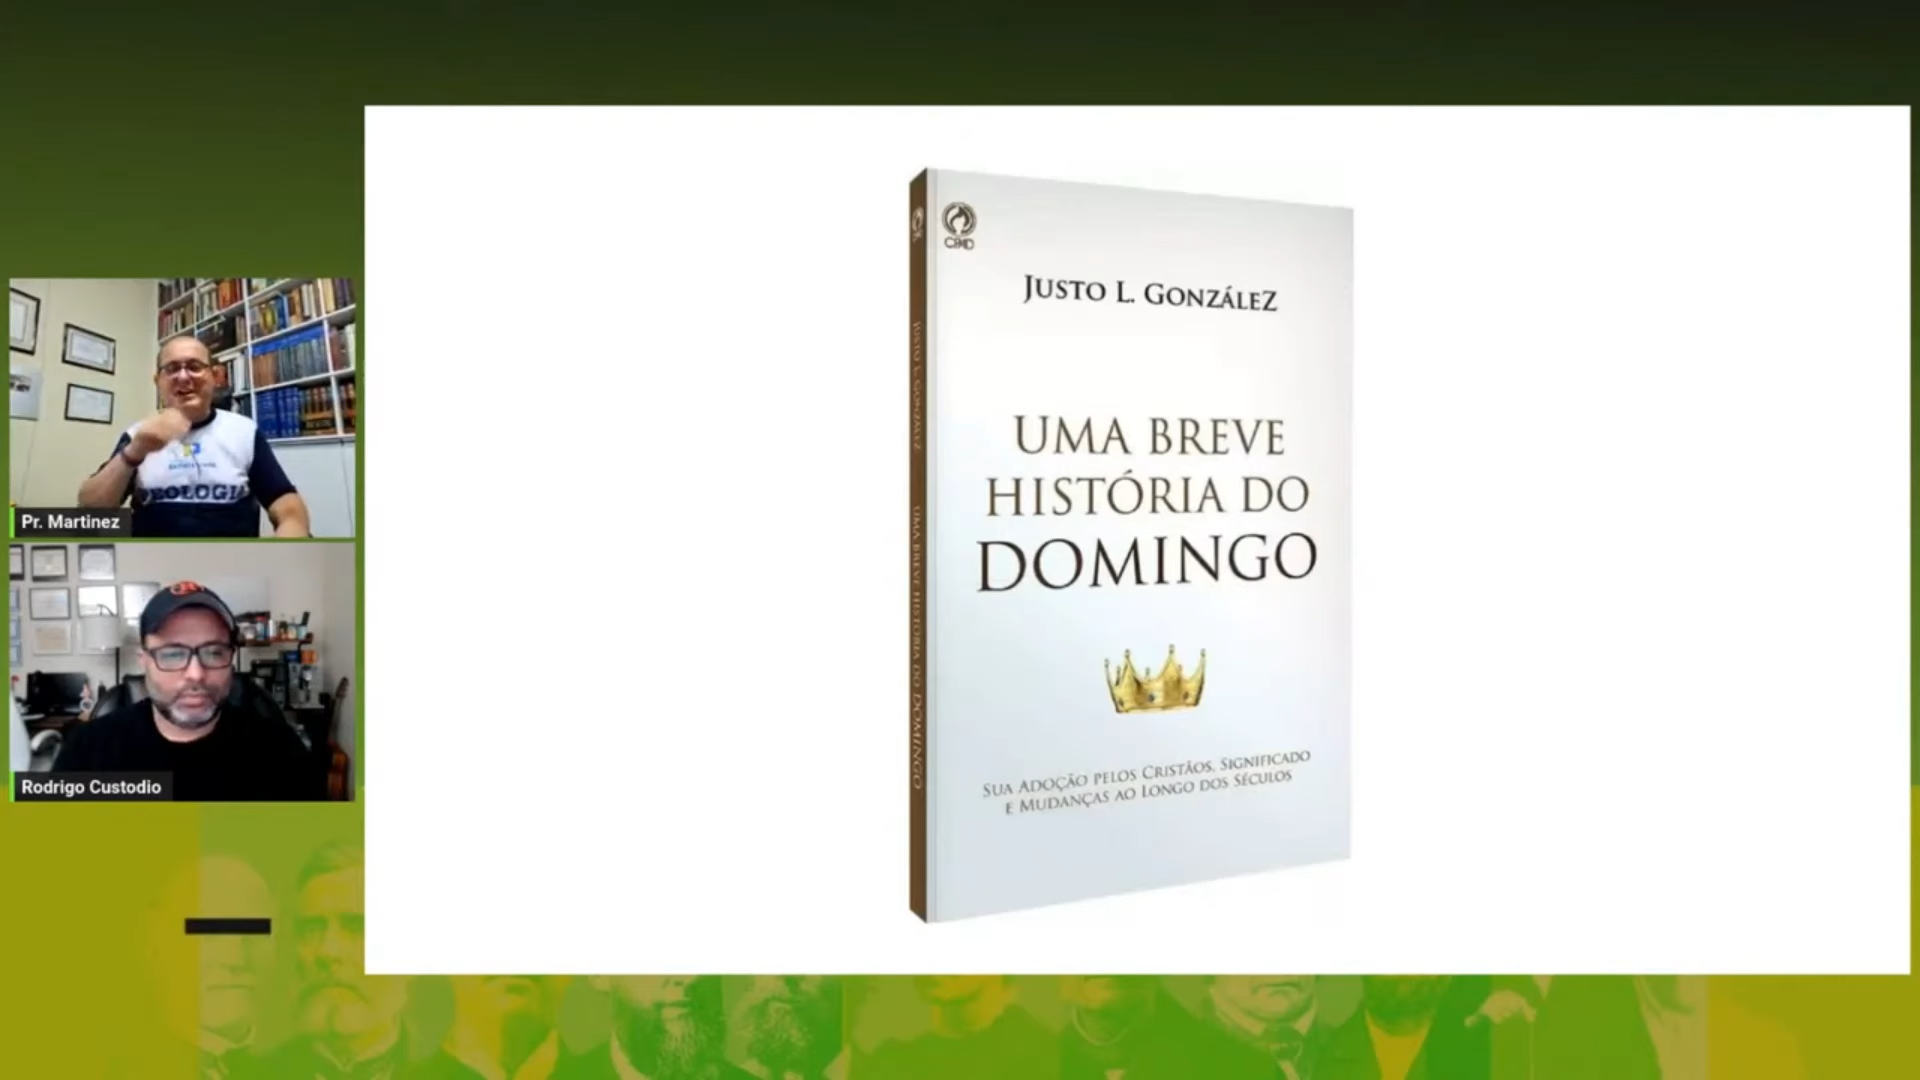 Pr. Martinez
EOLOGI
Rodrigo Custodio
CPAD
JUSTO L. GONZÁLEZ
UMA BREVE
HISTÓRIA DO
DOMINGO
SUA ADOÇÃO PELOS CRISTÃOS, SIGNIFICADO
E MUDANÇAS AO LONGO DOS SÉCULOS
JUSTO L. GONZÁLEZ
UMA BREVE HISTÓRIA DO DOMINGO